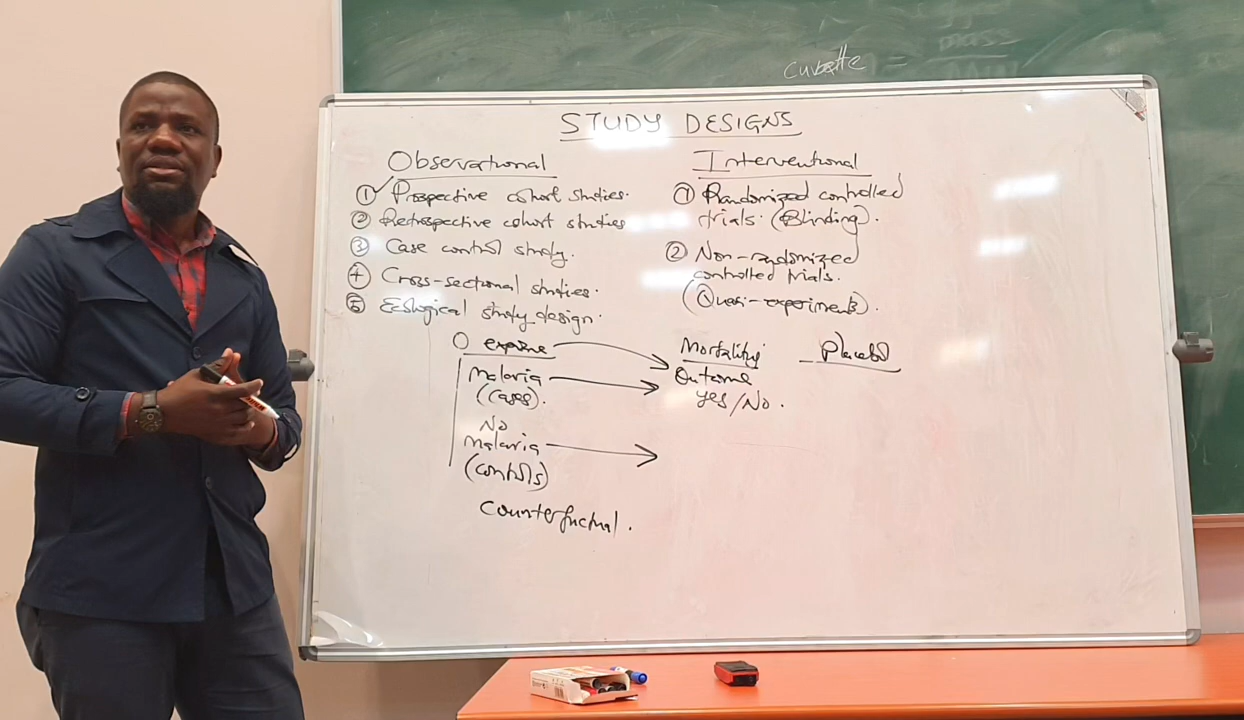 cuvette =
STUDY DESIGNS
Observational
① Prospective cohort studies.
② Retrospective cohort studies
③ Case control study.
④ Cross-sectional studies.
⑤ Ecological study design.
Interventional
① Randomized controlled
trials. (Blinding).
② Non-randomized
controlled trials.
(Quasi-experiments).
Mortality
Placebo
Malaria
(Cases).
Outcome
Yes/No.
No
Malaria
(controls)
Counterfactual.